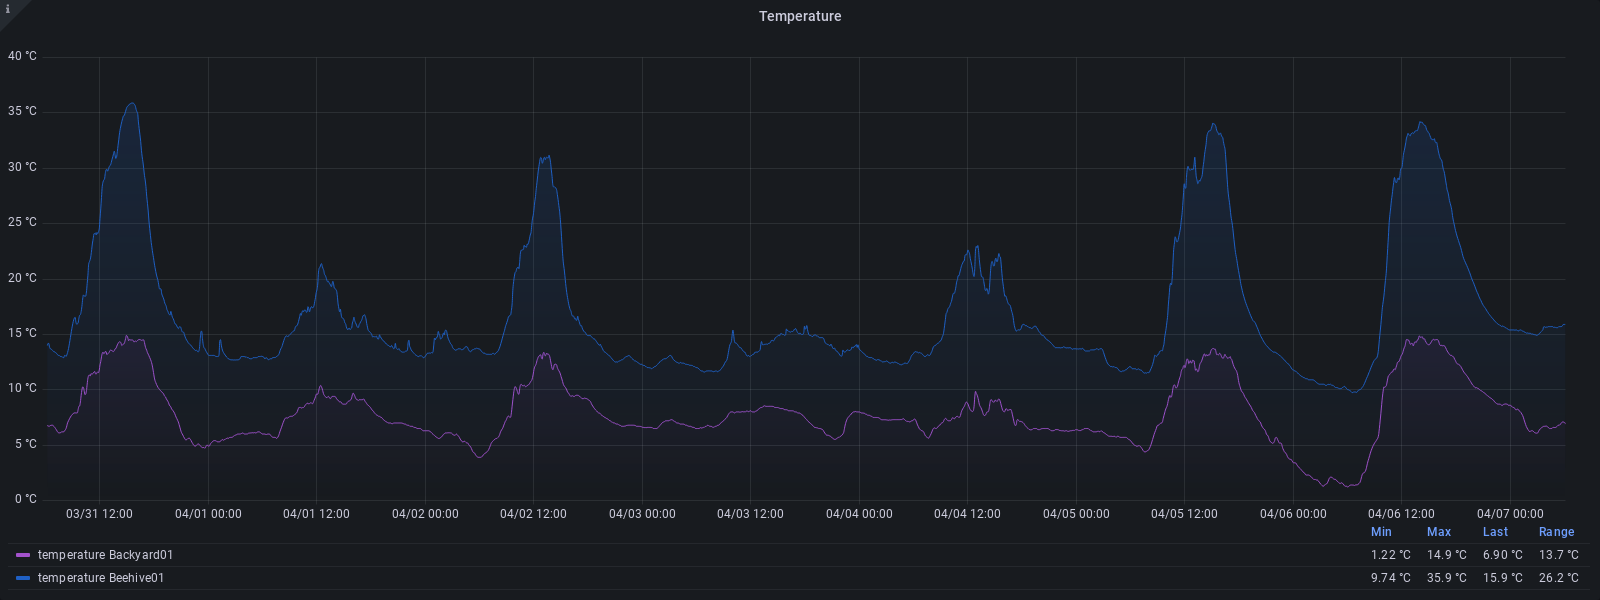 i
Temperature
40 °C
35 °C
30 °C
25 °C
20 °C
15 °C
10 °C
5 °C
0 °C
03/31 12:00 04/01 00:00 04/01 12:00 04/02 00:00 04/02 12:00 04/03 00:00 04/03 12:00 04/04 00:00 04/04 12:00 04/05 00:00 04/05 12:00 04/06 00:00 04/06 12:00 04/07 00:00
Min Max Last Range
temperature Backyard01 1.22 °C 14.9 °C 6.90 °C 13.7 °C
temperature Beehive01 9.74 °C 35.9 °C 15.9 °C 26.2 °C